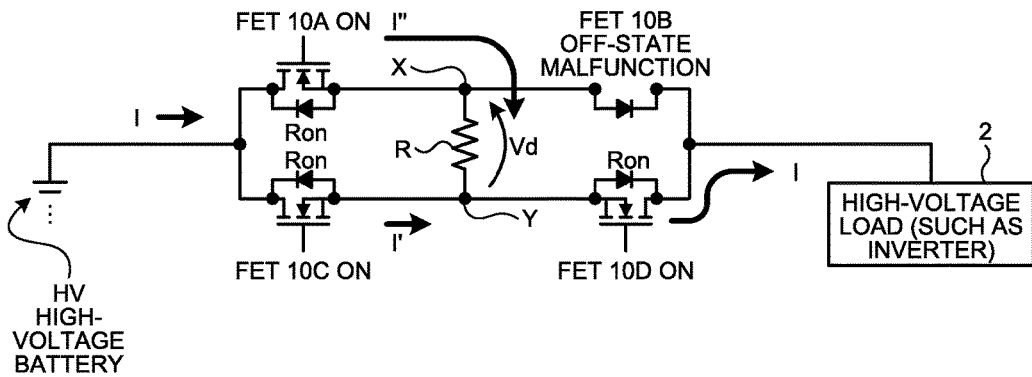 FET 10A ON
I"
FET 10B
OFF-STATE
MALFUNCTION
X
I
Ron
R
Vd
Ron
Ron
2
I
HIGH-VOLTAGE
LOAD (SUCH AS
INVERTER)
Y
I'
FET 10C ON
FET 10D ON
...
HV
HIGH-
VOLTAGE
BATTERY